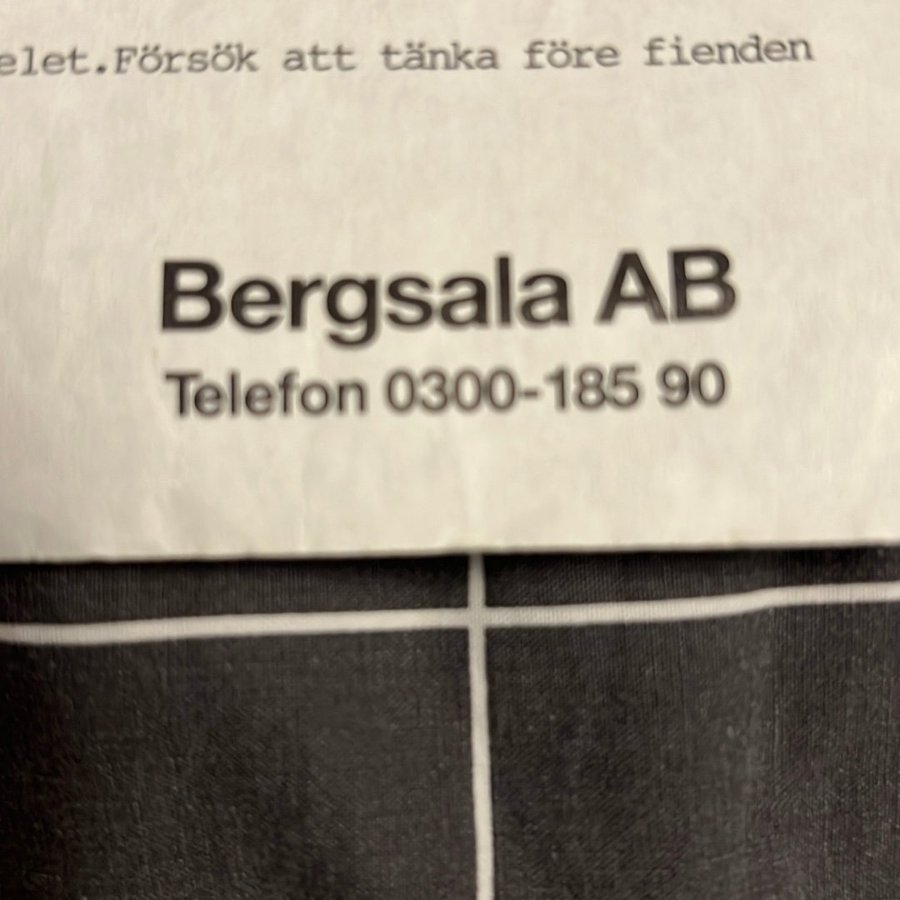 elet.Försök att tänka före fienden
Bergsala AB
Telefon 0300-185 90